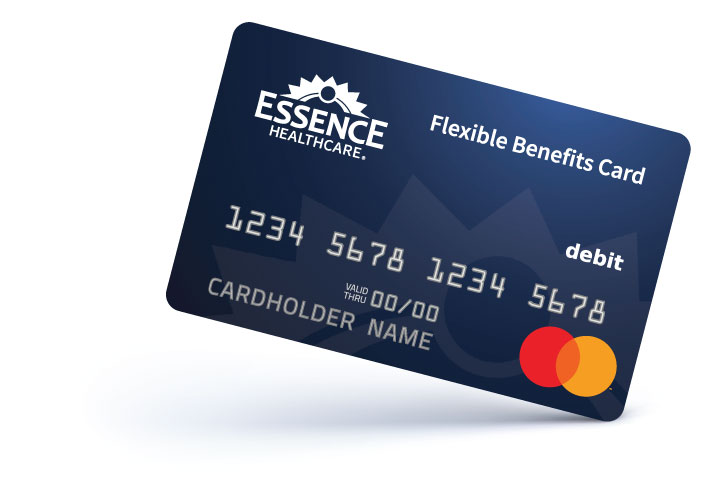 ESSENCE
HEALTHCARE®
Flexible Benefits Card
debit
1234 5678 1234 5678
VALID
THRU 00/00
CARDHOLDER NAME